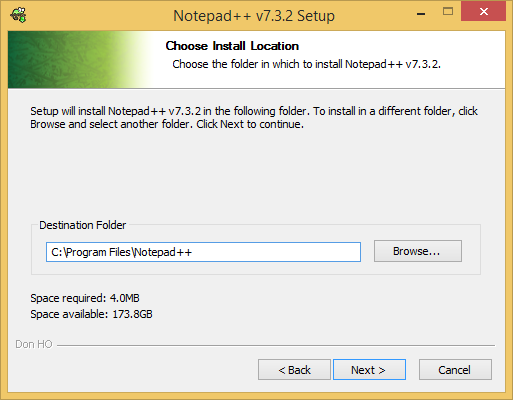 Notepad++ v7.3.2 Setup
Choose Install Location
Choose the folder in which to install Notepad++ v7.3.2.
Setup will install Notepad++ v7.3.2 in the following folder. To install in a different folder, click
Browse and select another folder. Click Next to continue.
Destination Folder
C:\Program Files\Notepad++
Browse...
Space required: 4.0MB
Space available: 173.8GB
Don HO
< Back
Next >
Cancel